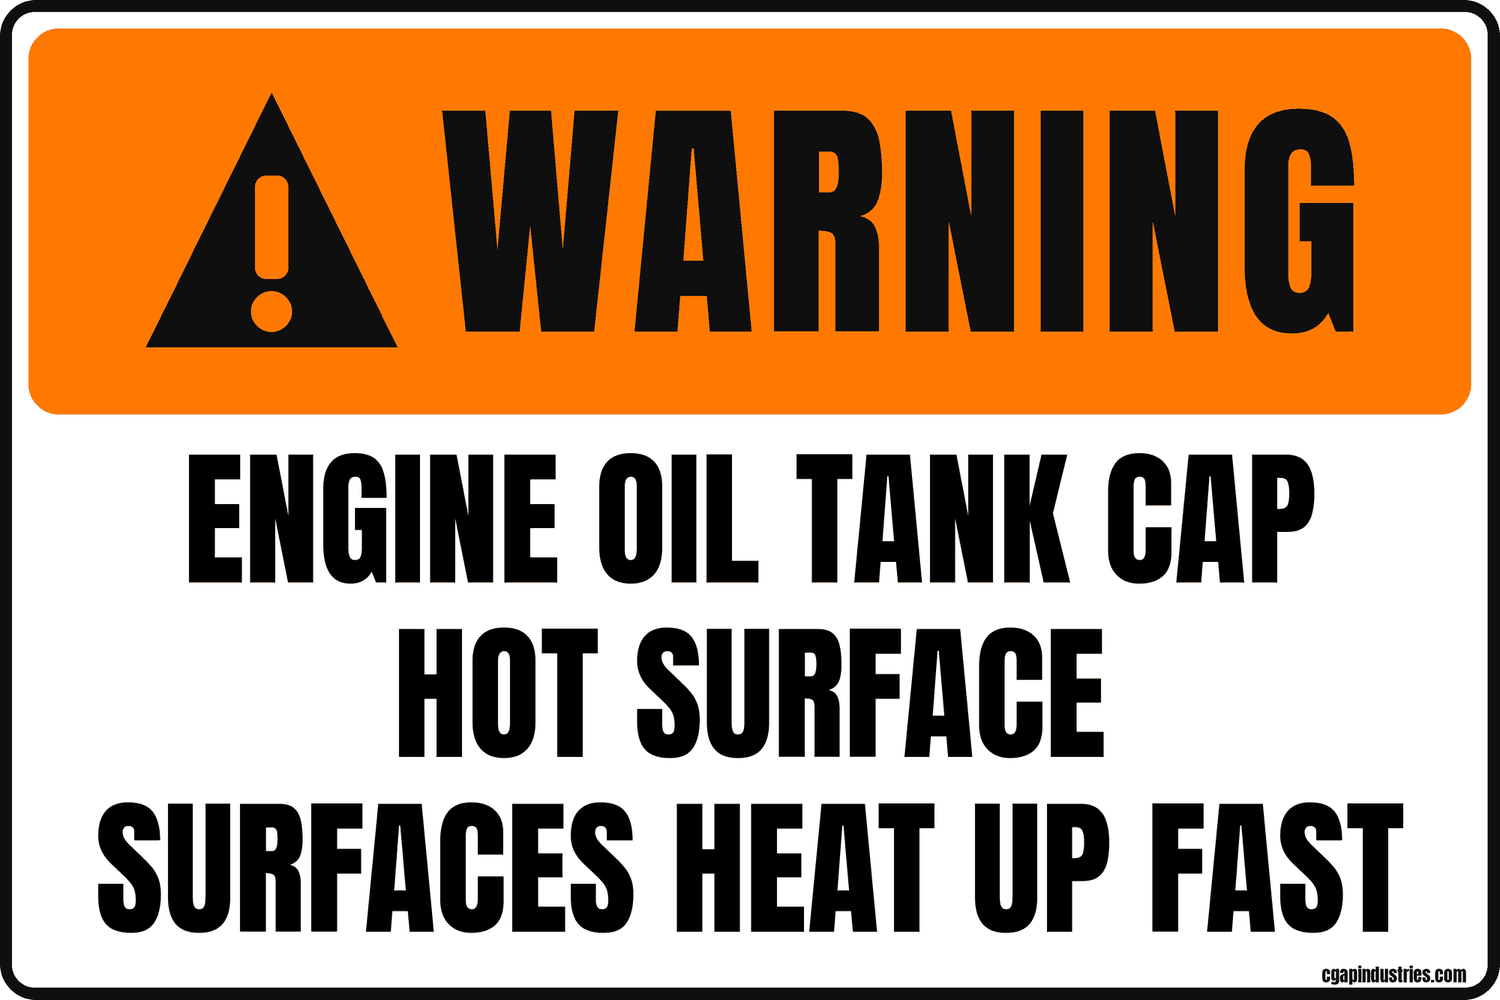 WARNING
ENGINE OIL TANK CAP
HOT SURFACE
SURFACES HEAT UP FAST
cgapindustries.com